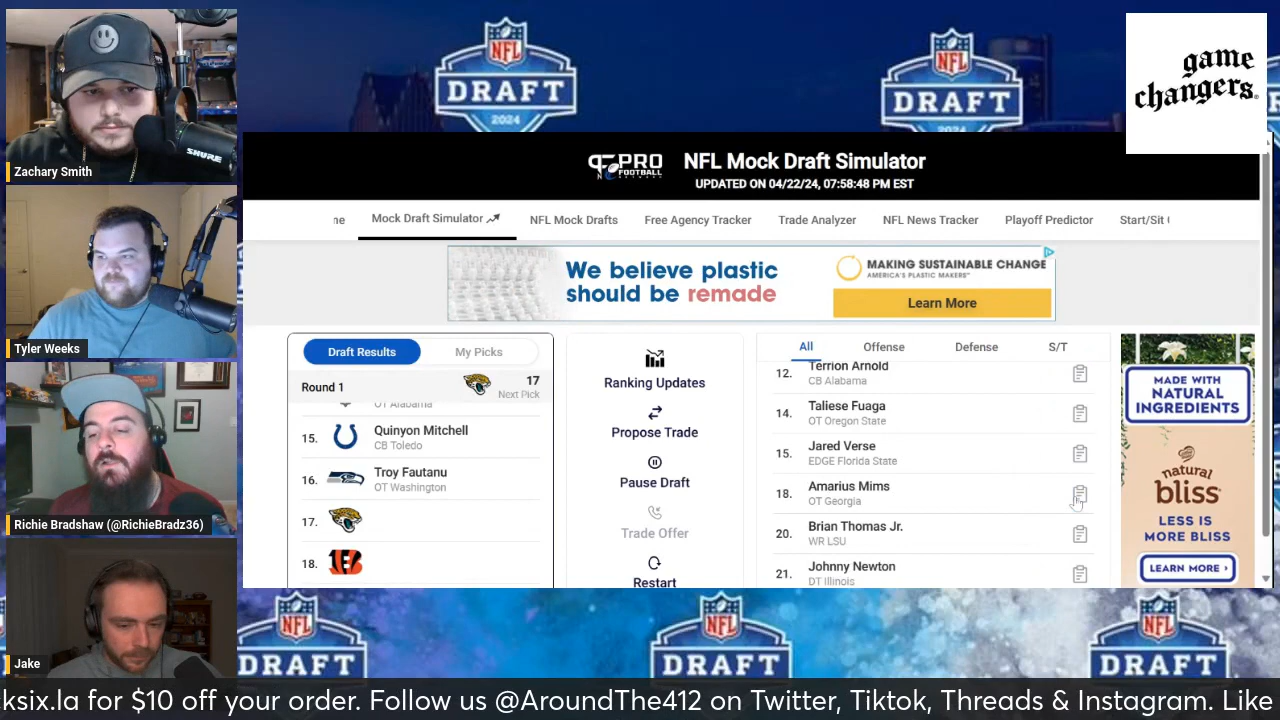 SHURE
Zachary Smith
Tyler Weeks
Richie Bradshaw (@RichieBradz36)
Jake
NFL
DRAFT
2024
NFL
DRAFT
2024
game
changers
PRO
FOOTBALL
NETWORK
NFL Mock Draft Simulator
UPDATED ON 04/22/24, 07:58:48 PM EST
ne
Mock Draft Simulator
NFL Mock Drafts
Free Agency Tracker
Trade Analyzer
NFL News Tracker
Playoff Predictor
Start/Sit
We believe plastic
should be remade
MAKING SUSTAINABLE CHANGE
AMERICA'S PLASTIC MAKERS™
Learn More
Draft Results
My Picks
Round 1
17
Next Pick
OT Alabama
15.
Quinyon Mitchell
CB Toledo
16.
Troy Fautanu
OT Washington
17.
18.
Ranking Updates
Propose Trade
Pause Draft
Trade Offer
Restart
All
Offense
Defense
S/T
12.
Terrion Arnold
CB Alabama
14.
Taliese Fuaga
OT Oregon State
15.
Jared Verse
EDGE Florida State
18.
Amarius Mims
OT Georgia
20.
Brian Thomas Jr.
WR LSU
21.
Johnny Newton
DT Illinois
MADE WITH
NATURAL
INGREDIENTS
natural
bliss
LESS IS
MORE BLISS
LEARN MORE ›
NFL
DRAFT
NFL
DRAFT
NFL
DRAFT
ksix.la for $10 off your order. Follow us @AroundThe412 on Twitter, Tiktok, Threads & Instagram. Like